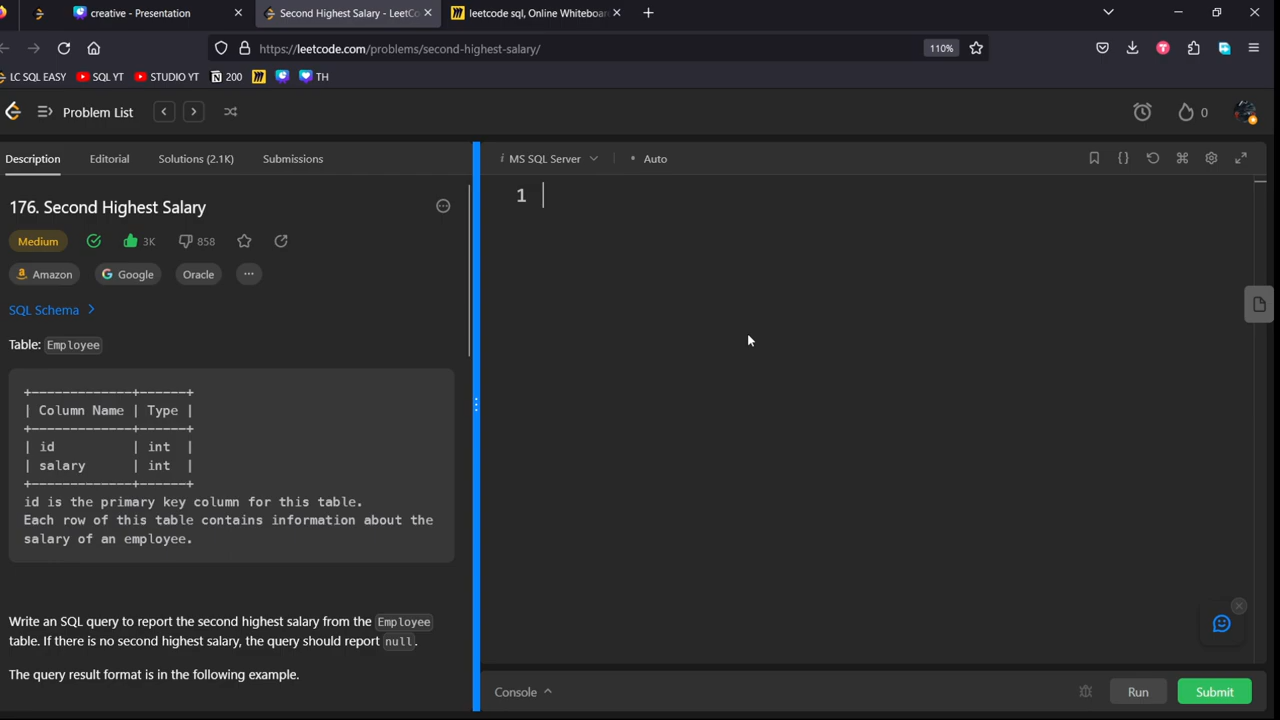 creative - Presentation
Second Highest Salary - LeetCo
leetcode sql, Online Whiteboar
https://leetcode.com/problems/second-highest-salary/
110%
LC SQL EASY
SQL YT
STUDIO YT
200
TH
Problem List
0
Description
Editorial
Solutions (2.1K)
Submissions
MS SQL Server
• Auto
176. Second Highest Salary
1
Medium
3K
858
Amazon
Google
Oracle
SQL Schema
Table: Employee
+-------------+------+
| Column Name | Type |
+-------------+------+
| id          | int  |
| salary      | int  |
+-------------+------+
id is the primary key column for this table.
Each row of this table contains information about the
salary of an employee.
Write an SQL query to report the second highest salary from the Employee
table. If there is no second highest salary, the query should report null.
The query result format is in the following example.
Console
Run
Submit